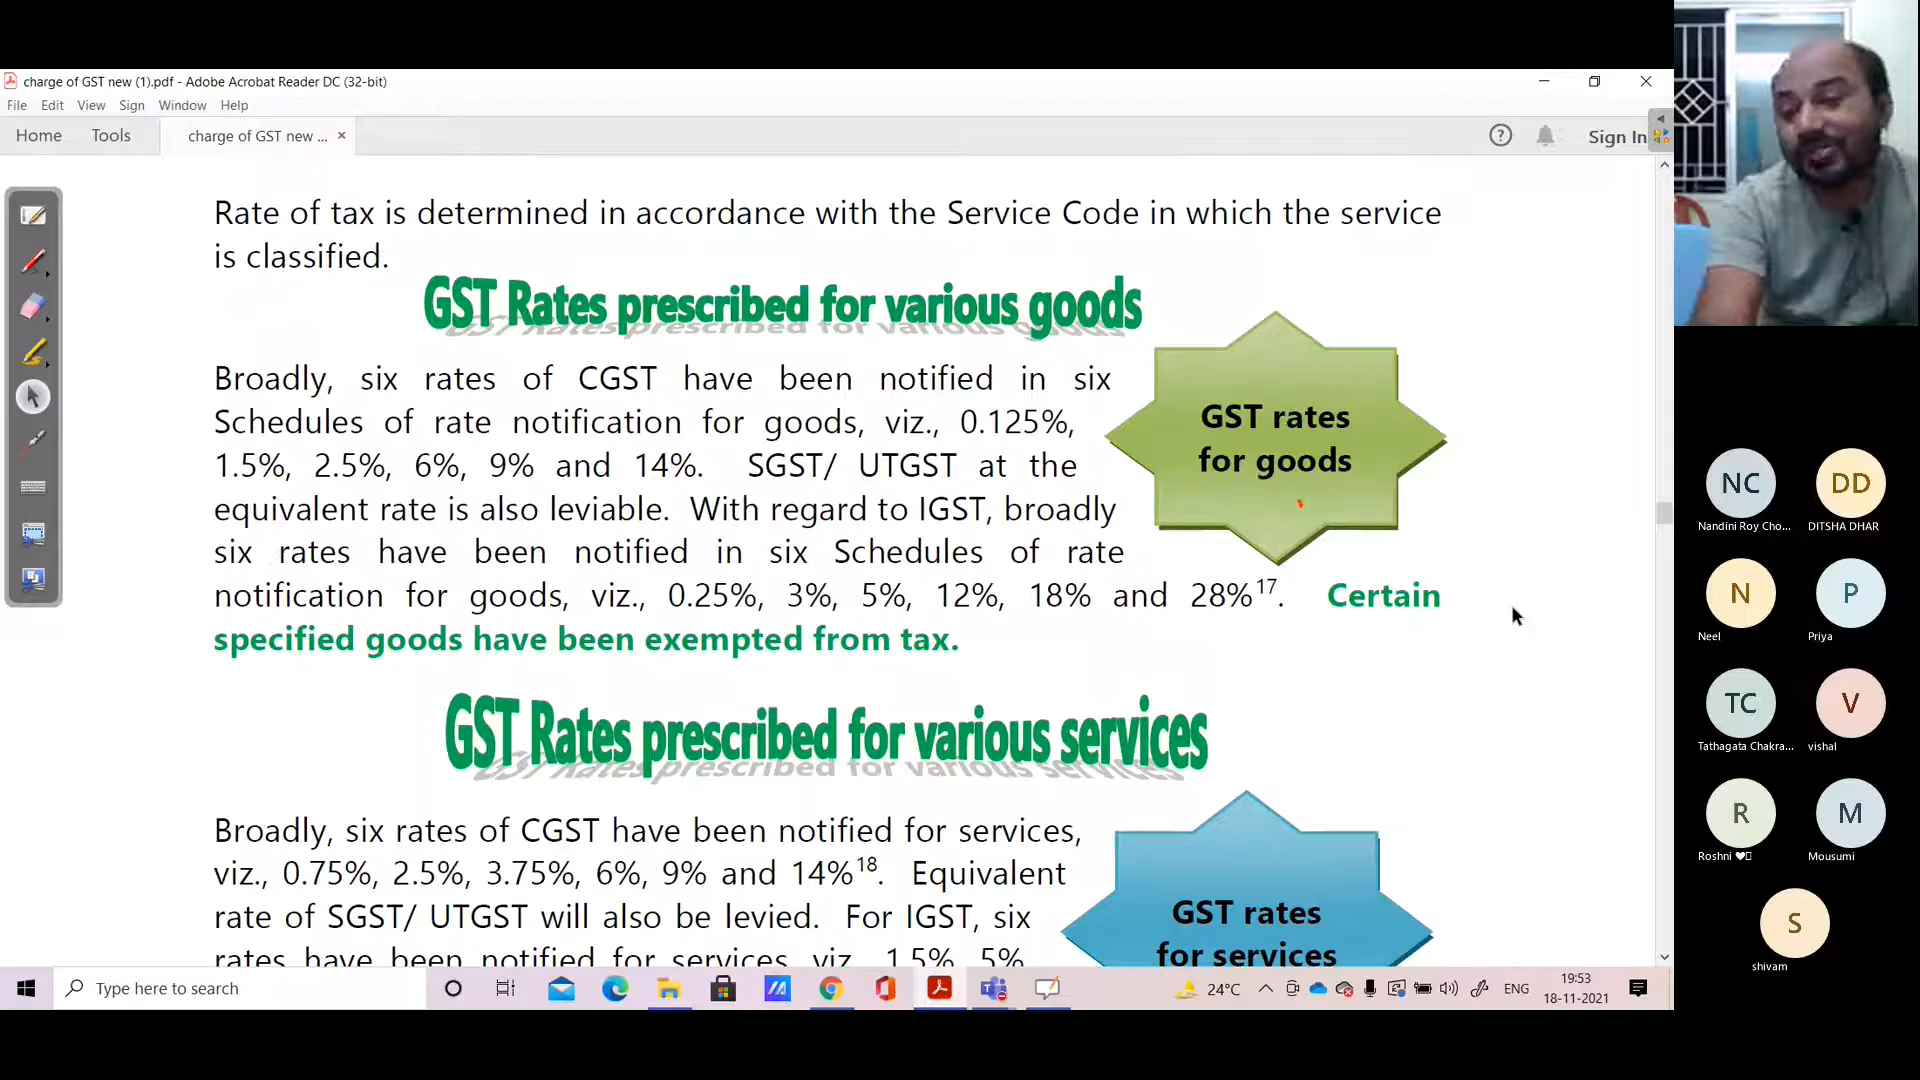 charge of GST new (1).pdf - Adobe Acrobat Reader DC (32-bit)
File Edit View Sign Window Help
Home Tools charge of GST new ... × Sign In
Rate of tax is determined in accordance with the Service Code in which the service
is classified.
GST Rates prescribed for various goods
Broadly, six rates of CGST have been notified in six
Schedules of rate notification for goods, viz., 0.125%,
1.5%, 2.5%, 6%, 9% and 14%. SGST/ UTGST at the
equivalent rate is also leviable. With regard to IGST, broadly
six rates have been notified in six Schedules of rate
notification for goods, viz., 0.25%, 3%, 5%, 12%, 18% and 28%17. Certain
specified goods have been exempted from tax.
GST rates
for goods
GST Rates prescribed for various services
Broadly, six rates of CGST have been notified for services,
viz., 0.75%, 2.5%, 3.75%, 6%, 9% and 14%18. Equivalent
rate of SGST/ UTGST will also be levied. For IGST, six
rates have been notified for services, viz., 1.5%, 5%,
GST rates
for services
NC DD
Nandini Roy Cho... DITSHA DHAR
N P
Neel Priya
TC V
Tathagata Chakra... vishal
R M
Roshni ❤ Mousumi
S
shivam
Type here to search
24°C ENG 19:53
18-11-2021